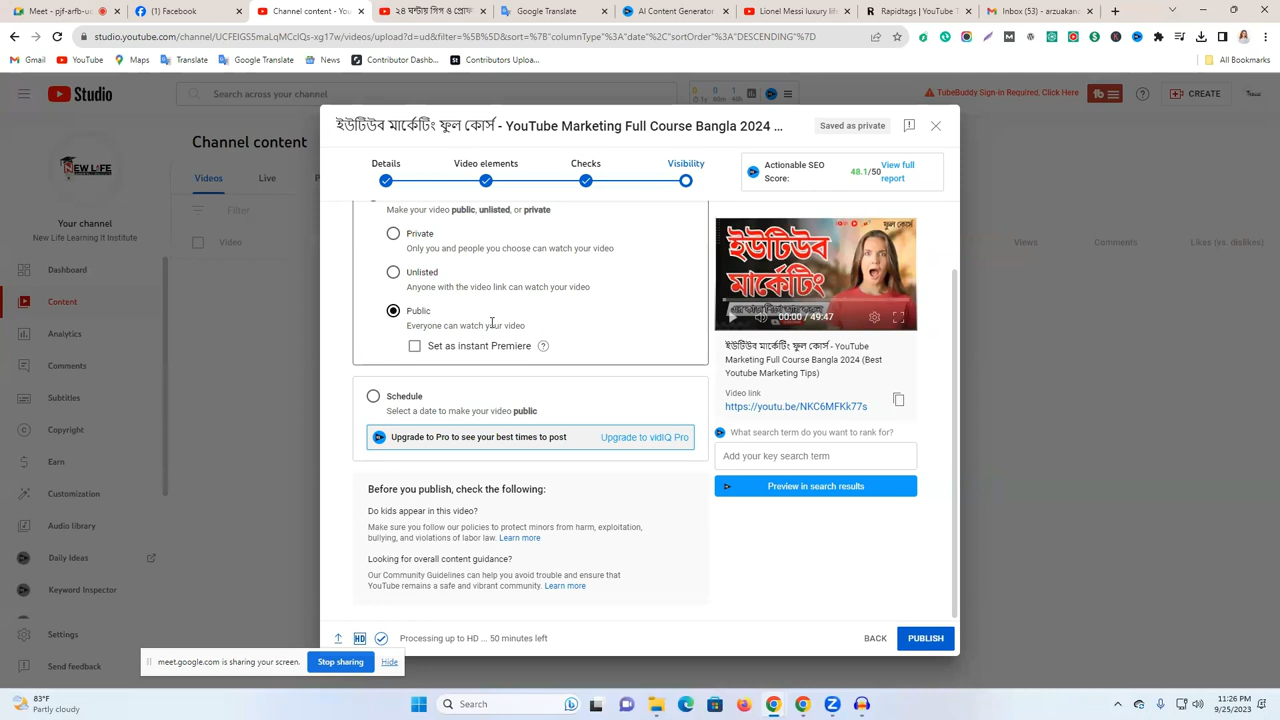 Meet - pef-
(1) Facebook
(1) YouTube
২৪ ঘন্টায় গিগ ও প্রোফ
Google Translate
AI Content Generator
Rapidtags -
(1) YouTube
Inbox (53) - arzukanc
studio.youtube.com/channel/
/videos/upload?d=ud&filter=%5B%5D&sort=%7B"columnType"%3A"date"%2C"sortOrder"%3A"DESCENDING"%7D
Gmail
YouTube
Maps
Translate
Google Translate
News
Contributor Dashb...
Contributor Dashb...
All Bookmarks
Studio
Search across your channel
TubeBuddy Sign-in Required, Click Here
CREATE
ইউটিউব মার্কেটিং ফুল কোর্স - YouTube Marketing Full Course Bangla 2024 ...
Saved as private
Channel content
Videos
Live
Filter
Video
Views
Comments
Likes (vs. dislikes)
Your channel
New Life Learning It Institute
Dashboard
Content
Analytics
Comments
Subtitles
Copyright
Earn
Customization
Audio library
Daily Ideas
Keyword Inspector
Settings
Send feedback
Details
Video elements
Checks
Visibility
Actionable SEO Score: 48.1/50
View full report
Make your video public, unlisted, or private
Private
Only you and people you choose can watch your video
Unlisted
Anyone with the video link can watch your video
Public
Everyone can watch your video
Set as instant Premiere
Schedule
Select a date to make your video public
Upgrade to Pro to see your best times to post
Upgrade to vidIQ Pro
Before you publish, check the following:
Do kids appear in this video?
Make sure you follow our policies to protect minors from harm, exploitation,
bullying, and violations of labor law. Learn more
Looking for overall content guidance?
Our Community Guidelines can help you avoid trouble and ensure that
YouTube remains a safe and vibrant community. Learn more
ফুল কোর্স
ইউটিউব
মার্কেটিং
00:00 / 49:47
ইউটিউব মার্কেটিং ফুল কোর্স - YouTube
Marketing Full Course Bangla 2024 (Best
Youtube Marketing Tips)
Video link
https://youtu.be/NKC6MFKk77s
What search term do you want to rank for?
Add your key search term
Preview in search results
Processing up to HD ... 50 minutes left
BACK
PUBLISH
meet.google.com is sharing your screen.
Stop sharing
Hide
83°F
Partly cloudy
Search
11:26 PM
9/25/2023